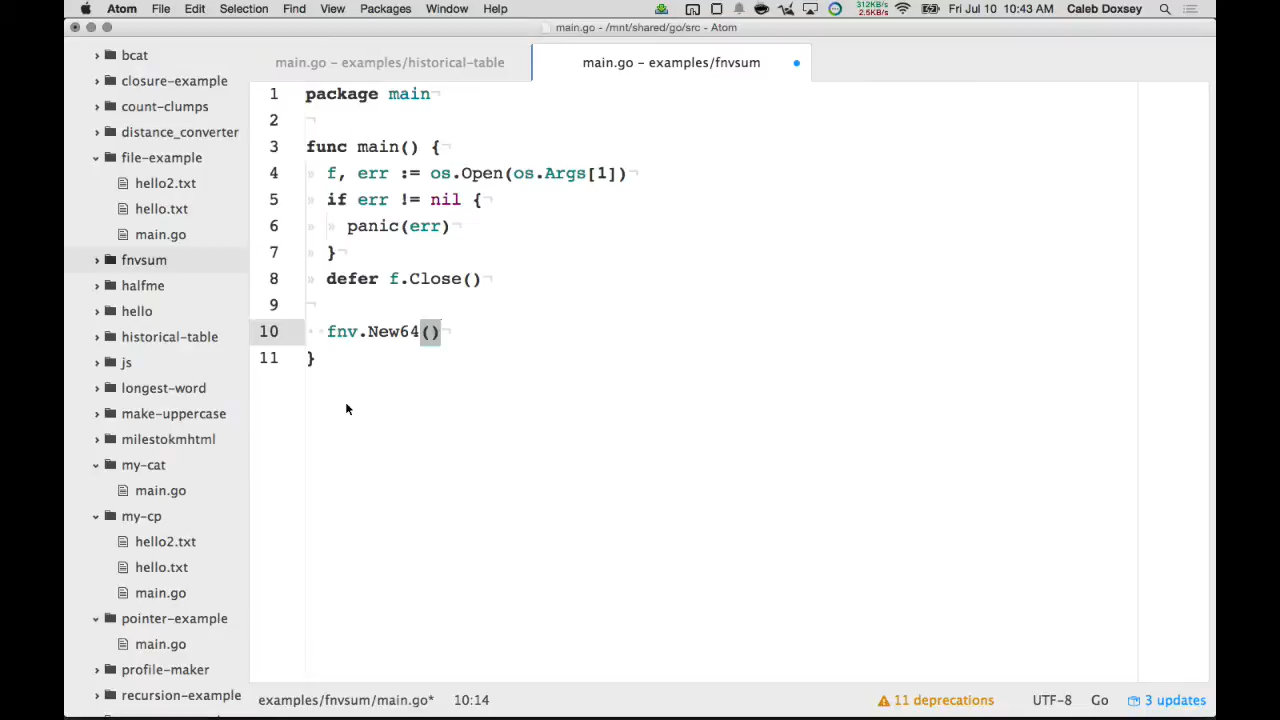 Atom File Edit Selection Find View Packages Window Help 312KB/s 2.5KB/s Fri Jul 10 10:43 AM Caleb Doxsey
main.go - /mnt/shared/go/src - Atom
bcat
closure-example
count-clumps
distance_converter
file-example
hello2.txt
hello.txt
main.go
fnvsum
halfme
hello
historical-table
js
longest-word
make-uppercase
milestokmhtml
my-cat
main.go
my-cp
hello2.txt
hello.txt
main.go
pointer-example
main.go
profile-maker
recursion-example
main.go – examples/historical-table
main.go – examples/fnvsum
1 package main
2
3 func main() {
4 f, err := os.Open(os.Args[1])
5 if err != nil {
6 panic(err)
7 }
8 defer f.Close()
9
10 fnv.New64()
11 }
examples/fnvsum/main.go* 10:14 11 deprecations UTF-8 Go 3 updates